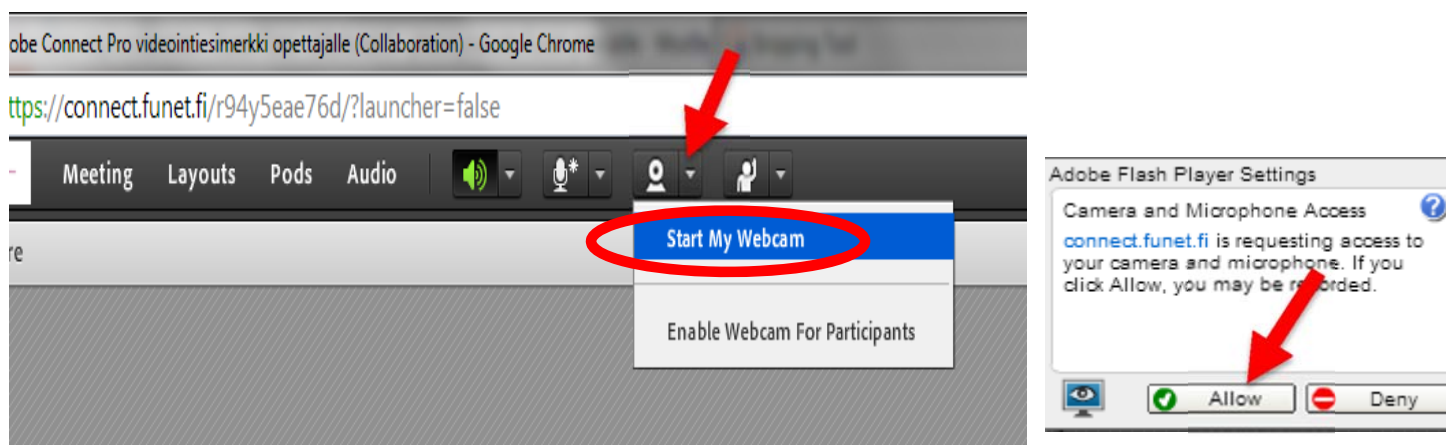 obe Connect Pro videointiesimerkki opettajalle (Collaboration) - Google Chrome
ttps://connect.funet.fi/r94y5eae76d/?launcher=false
Meeting Layouts Pods Audio
re
Start My Webcam
Enable Webcam For Participants
Adobe Flash Player Settings
Camera and Microphone Access
connect.funet.fi is requesting access to
your camera and microphone. If you
click Allow, you may be recorded.
Allow Deny